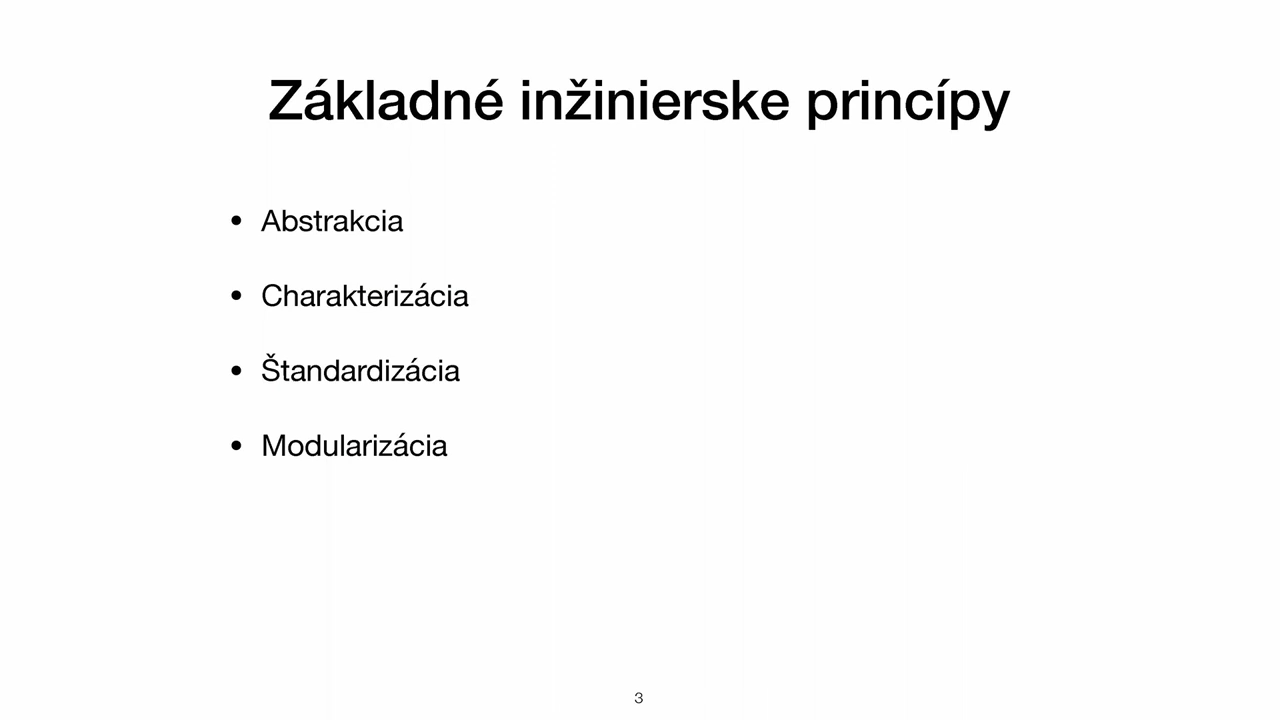 Základné inžinierske princípy
• Abstrakcia
• Charakterizácia
• Štandardizácia
• Modularizácia
3